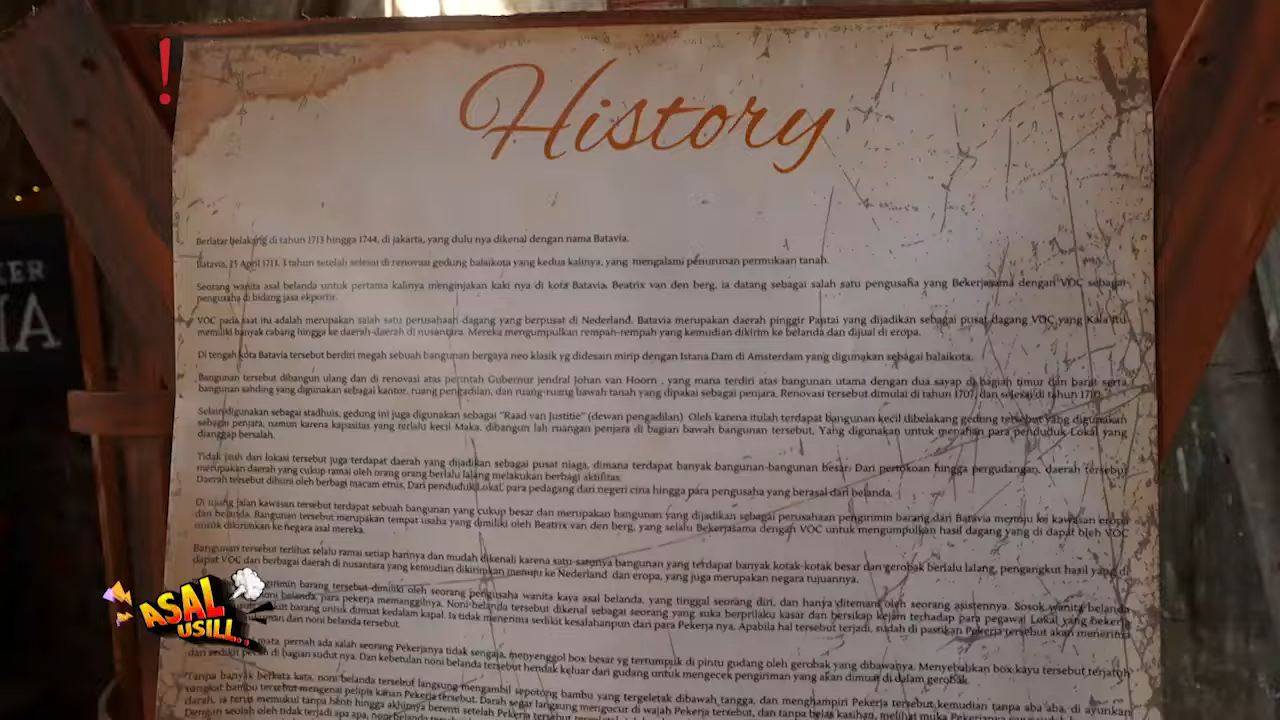 History
Berlatar belakang di tahun 1713 hingga 1744, di jakarta, yang dulu nya dikenal dengan nama Batavia.
Batavia, 25 April 1713. 3 tahun setelah selesai di renovasi gedung balaikota yang kedua kalinya, yang mengalami penurunan permukaan tanah.
Seorang wanita asal belanda untuk pertama kalinya menginjakan kaki nya di kota Batavia. Beatrix van den berg, ia datang sebagai salah satu pengusaha yang Bekerjasama dengan VOC sebagai
pengusaha di bidang jasa ekportir.
VOC pada saat itu adalah merupakan salah satu perusahaan dagang yang berpusat di Nederland. Batavia merupakan daerah pinggir Pantai yang dijadikan sebagai pusat dagang VOC yang Kala itu
memiliki banyak cabang hingga ke daerah-daerah di nusantara. Mereka mengumpulkan rempah-rempah yang kemudian dikirim ke belanda dan dijual di eropa.
Di tengah kota Batavia tersebut berdiri megah sebuah bangunan bergaya neo klasik yg didesain mirip dengan Istana Dam di Amsterdam yang digunakan sebagai balaikota.
Bangunan tersebut dibangun ulang dan di renovasi atas perintah Gubernur jendral Johan van Hoorn , yang mana terdiri atas bangunan utama dengan dua sayap di bagian timur dan barat serta
bangunan sanding yang digunakan sebagai kantor, ruang pengadilan, dan ruang-ruang bawah tanah yang dipakai sebagai penjara. Renovasi tersebut dimulai di tahun 1707, dan selesai di tahun 1710.
Selain digunakan sebagai stadhuis, gedung ini juga digunakan sebagai "Raad van Justitie" (dewan pengadilan) Oleh karena itulah terdapat bangunan kecil dibelakang gedung tersebut yang digunakan
sebagai penjara, namun karena kapasitas yang terlalu kecil Maka, dibangun lah ruangan penjara di bagian bawah bangunan tersebut, Yang digunakan untuk menahan para penduduk Lokal yang
dianggap bersalah.
Tidak jauh dari lokasi tersebut juga terdapat daerah yang dijadikan sebagai pusat niaga, dimana terdapat banyak bangunan-bangunan besar. Dari pertokoan hingga pergudangan, daerah tersebut
merupakan daerah yang cukup ramai oleh orang orang berlalu lalang melakukan berbagi aktifitas.
Daerah tersebut dihuni oleh berbagai macam etnis, Dari penduduk Lokal, para pedagang dari negeri cina hingga para pengusaha yang berasal dari belanda.
Di ujung jalan kawasan tersebut terdapat sebuah bangunan yang cukup besar dan merupakan bangunan yang dijadikan sebagai perusahaan pengirimin barang dari Batavia menuju ke kawasan eropa
dan belanda. Bangunan tersebut merupakan tempat usaha yang dimiliki oleh Beatrix van den berg, yang selalu Bekerjasama dengan VOC untuk mengumpulkan hasil dagang yang di dapat oleh VOC
untuk dikirimkan ke negara asal mereka.
Bangunan tersebut terlihat selalu ramai setiap harinya dan mudah dikenali karena satu-satunya bangunan yang terdapat banyak kotak-kotak besar dan gerobak berlalu lalang, pengangkut hasil yang di
dapat VOC dari berbagai daerah di nusantara yang kemudian dikirimkan menuju ke Nederland dan eropa, yang juga merupakan negara tujuannya.
barang tersebut dimiliki oleh seorang pengusaha wanita kaya asal belanda, yang tinggal seorang diri, dan hanya ditemani oleh seorang asistennya. Sosok wanita belanda
noni belanda, para pekerja memanggilnya. Noni belanda tersebut dikenal sebagai seorang yang suka berprilaku kasar dan bersikap kejam terhadap para pegawai Lokal yang bekerja
barang untuk dimuat kedalam kapal. Ia tidak menerima sedikit kesalahanpun dari para Pekerja nya. Apabila hal tersebut terjadi, sudah di pastikan Pekerja tersebut akan menerima
dari noni belanda tersebut.
mata, pernah ada salah seorang Pekerjanya tidak sengaja, menyenggol box besar yg tertumpuk di pintu gudang oleh gerobak yang dibawanya. Menyebabkan box kayu tersebut terjatuh
dan sedikit pecah di bagian sudut nya. Dan kebetulan noni belanda tersebut hendak keluar dari gudang untuk mengecek pengiriman yang akan dimuat di dalam gerobak.
Tanpa banyak berkata kata, noni belanda tersebut langsung mengambil sepotong bambu yang tergeletak dibawah tangga, dan menghampiri Pekerja tersebut kemudian tanpa aba aba, di ayunkan
bambu tersebut mengenai pelipis kanan Pekerja tersebut. Darah segar langsung mengucur di wajah Pekerja tersebut, dan tanpa belas kasihan, melihat muka Pekerjanya
darah, ia terus memukul tanpa henti hingga akhirnya berenti setelah Pekerja tersebut
Dengan seolah oleh tidak terjadi apa apa, noni belanda
ASAL
USILL..